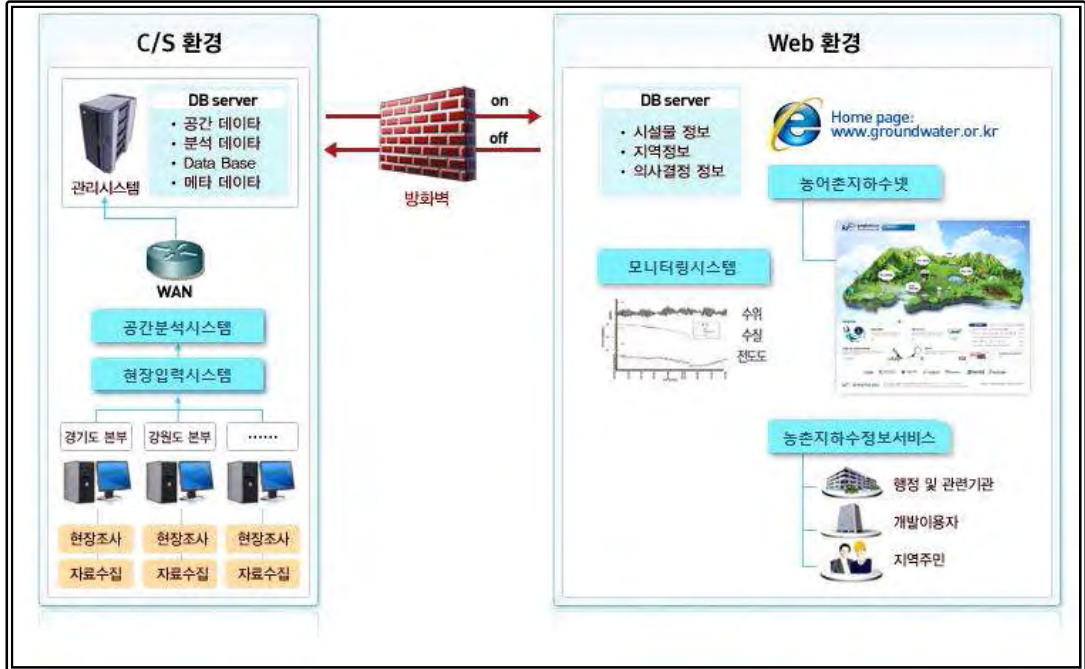 C/S 환경
관리시스템
DB server
• 공간 데이타
• 분석 데이타
• Data Base
• 메타 데이타
WAN
공간분석시스템
현장입력시스템
경기도 본부
강원도 본부
……
현장조사
현장조사
현장조사
자료수집
자료수집
자료수집
on
off
방화벽
Web 환경
DB server
• 시설물 정보
• 지역정보
• 의사결정 정보
Home page:
www.groundwater.or.kr
농어촌지하수넷
모니터링시스템
수위
수질
전도도
농촌지하수정보서비스
행정 및 관련기관
개발이용자
지역주민